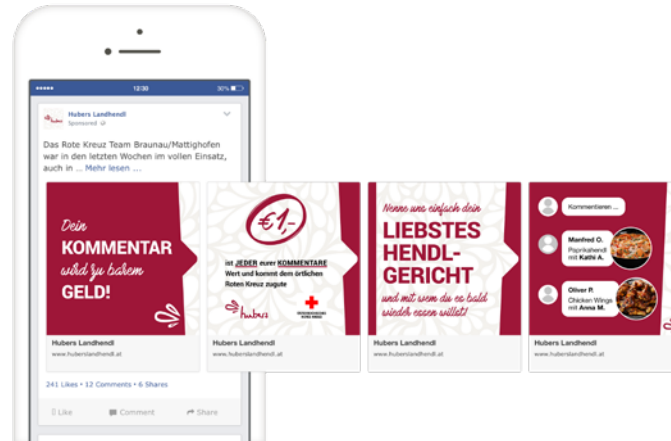 12:30
30%
Hubers Landhendl
Sponsored
Das Rote Kreuz Team Braunau/Mattighofen
war in den letzten Wochen im vollen Einsatz,
auch in ... Mehr lesen ...
Dein
KOMMENTAR
wird zu barem
GELD!
Hubers Landhendl
www.huberslandhendl.at
€1,-
ist JEDER eurer KOMMENTARE
Wert und kommt dem örtlichen
Roten Kreuz zugute
hubers
ÖSTERREICHISCHES
ROTES KREUZ
Hubers Landhendl
www.huberslandhendl.at
Nenne uns einfach dein
LIEBSTES
HENDL-
GERICHT
und mit wem du es bald
wieder essen willst!
Hubers Landhendl
www.huberslandhendl.at
Kommentieren ...
Manfred O.
Paprikahendl
mit Kathi A.
Oliver P.
Chicken Wings
mit Anna M.
Hubers Landhendl
www.huberslandhendl.at
241 Likes • 12 Comments • 6 Shares
Like
Comment
Share